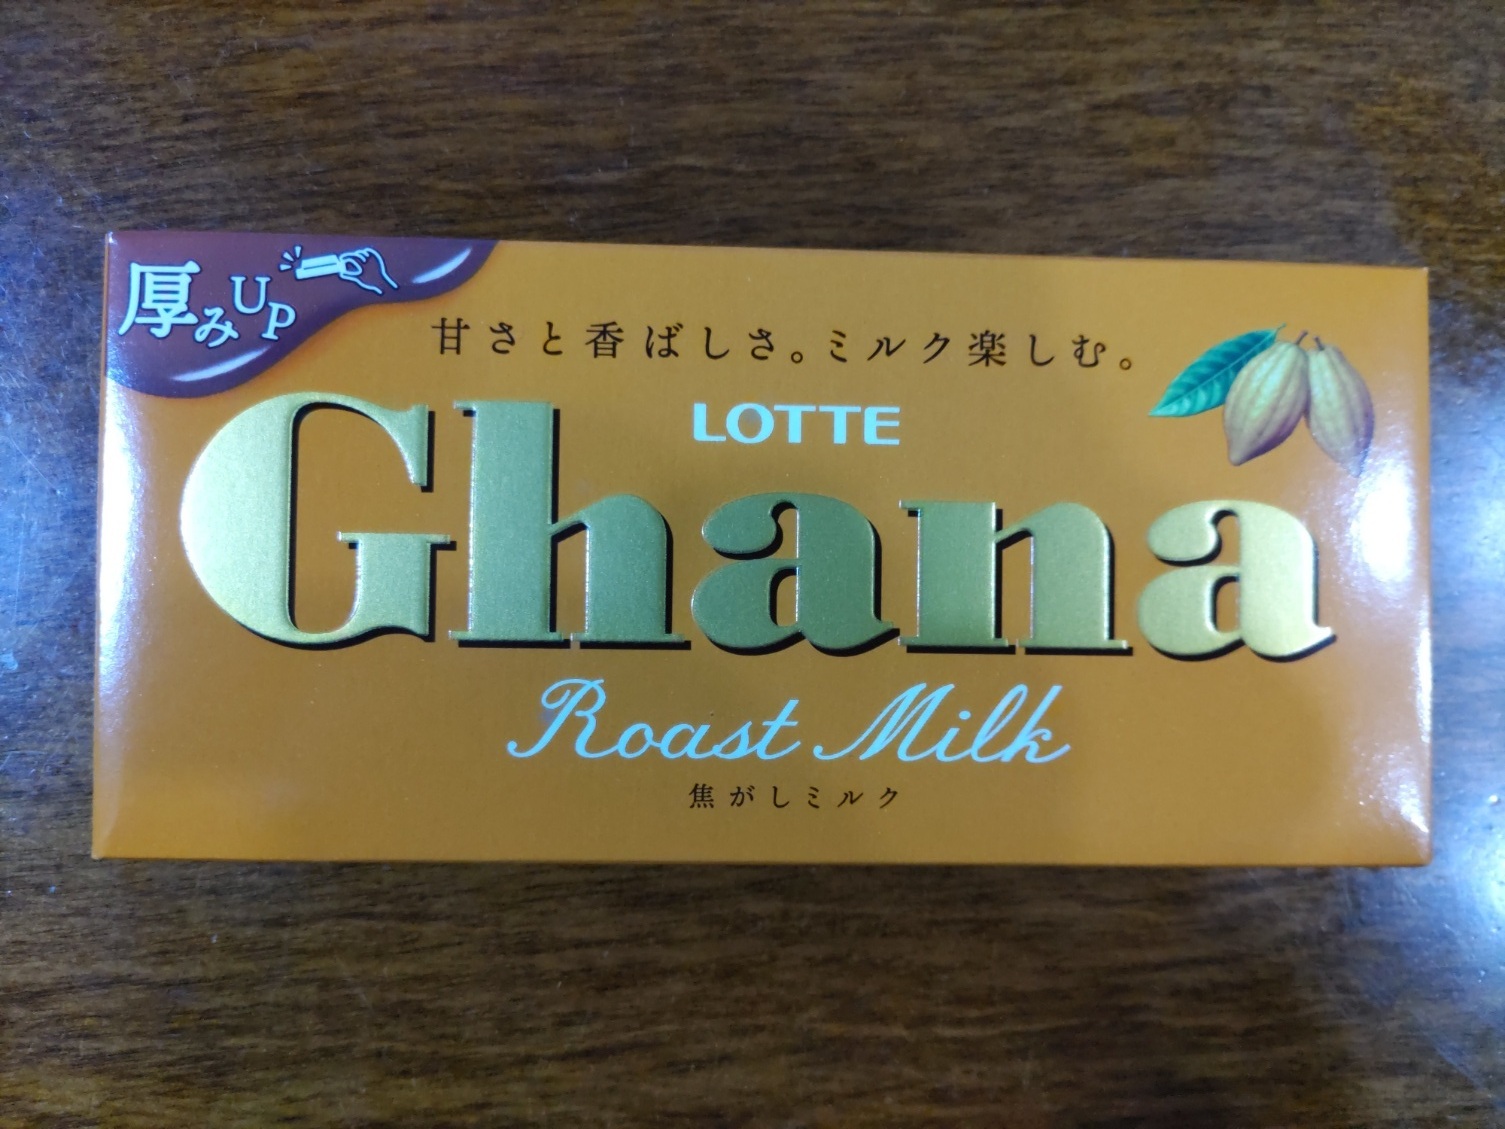 厚みUP
甘さと香ばしさ。ミルク楽しむ。
LOTTE
Ghana
Roast Milk
焦がしミルク